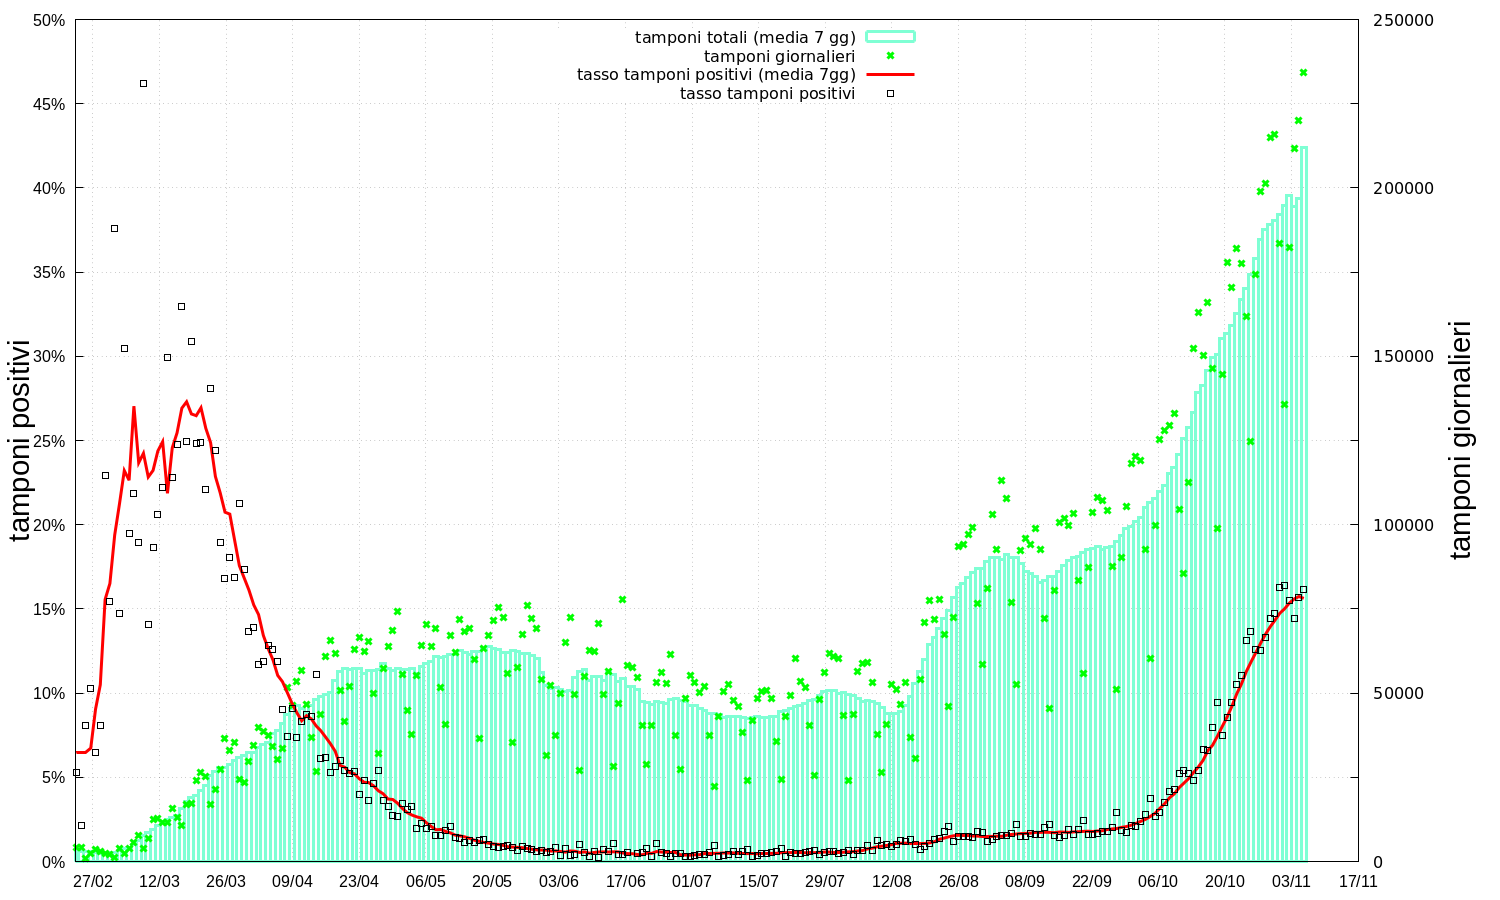 tamponi totali (media 7 gg)
tamponi giornalieri
tasso tamponi positivi (media 7gg)
tasso tamponi positivi
50%
45%
40%
35%
30%
25%
20%
15%
10%
5%
0%
tamponi positivi
250000
200000
150000
100000
50000
0
tamponi giornalieri
27/02 12/03 26/03 09/04 23/04 06/05 20/05 03/06 17/06 01/07 15/07 29/07 12/08 26/08 08/09 22/09 06/10 20/10 03/11 17/11